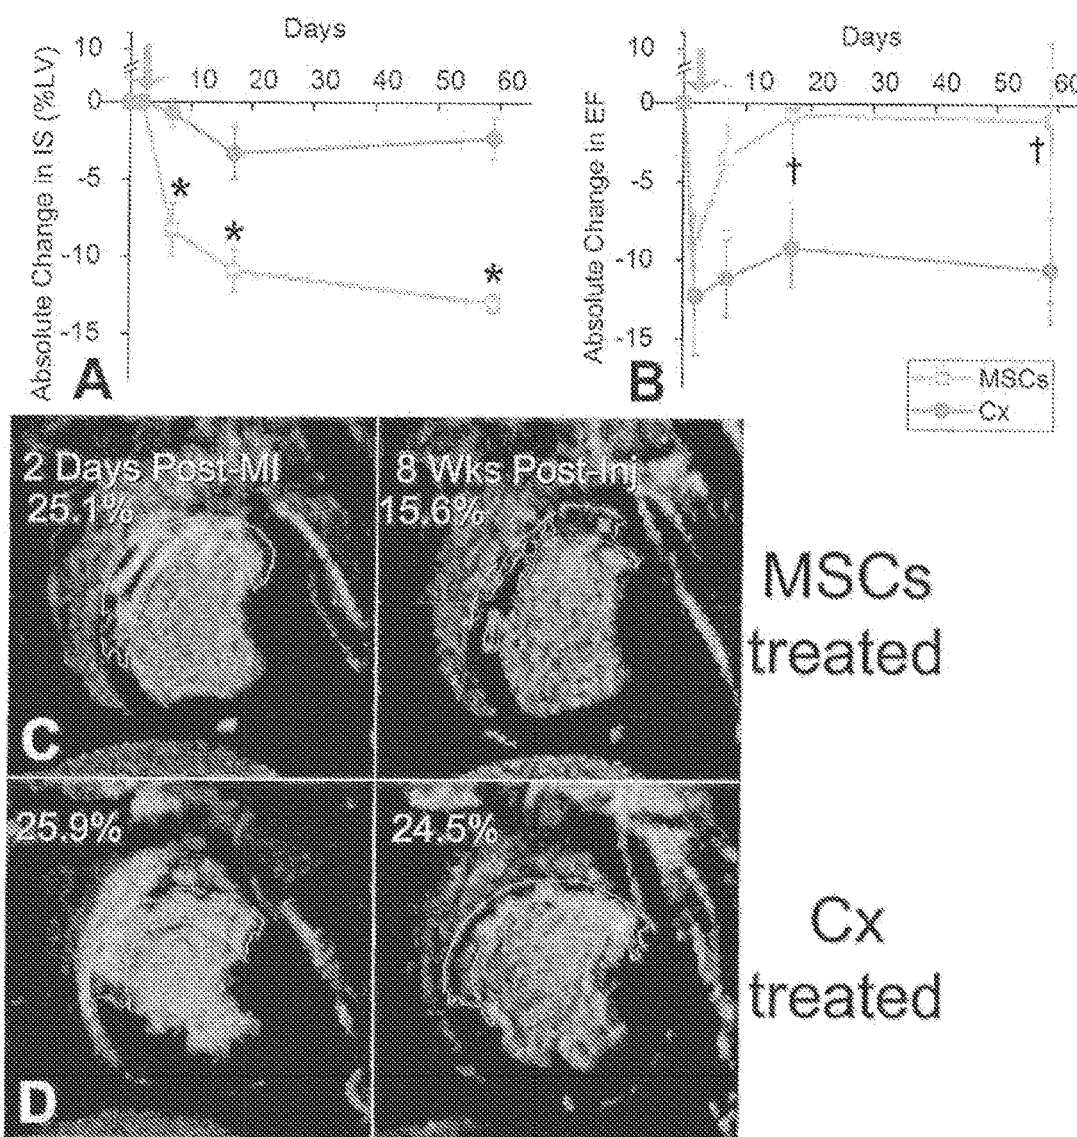 Days
10
10 20 30 40 50 60
0
-5
-10
-15
*
*
*
Absolute Change in IS (%LV)
A
Days
10
10 20 30 40 50 60
0
-5
-10
-15
†
†
Absolute Change in EF
B
MSCs
Cx
2 Days Post-MI
25.1%
8 Wks Post-Inj
15.6%
C
MSCs
treated
25.9%
24.5%
D
Cx
treated